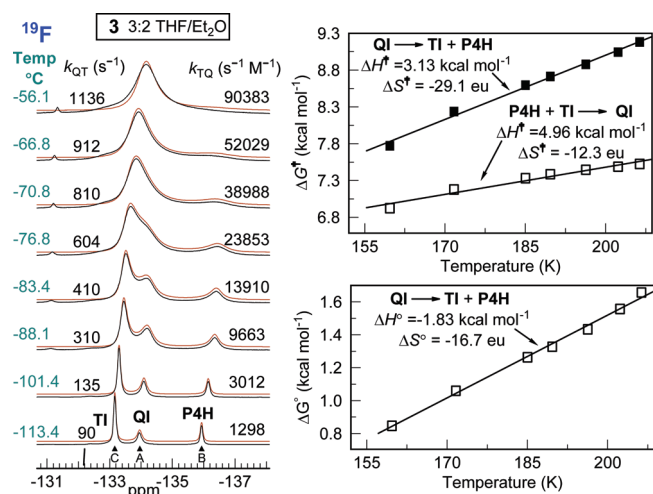 ¹⁹F
3 3:2 THF/Et₂O
Temp °C
k_QT (s⁻¹)
k_TQ (s⁻¹ M⁻¹)
-56.1 1136 90383
-66.8 912 52029
-70.8 810 38988
-76.8 604 23853
-83.4 410 13910
-88.1 310 9663
-101.4 135 3012
TI QI P4H
-113.4 90 1298
C A B
-131 -133 -135 -137
ppm
9.3
8.8
8.3
7.8
7.3
6.8
ΔG‡ (kcal mol⁻¹)
QI → TI + P4H
ΔH‡ = 3.13 kcal mol⁻¹
ΔS‡ = -29.1 eu
P4H + TI → QI
ΔH‡ = 4.96 kcal mol⁻¹
ΔS‡ = -12.3 eu
155 170 185 200
Temperature (K)
1.6
1.4
1.2
1.0
0.8
ΔG° (kcal mol⁻¹)
QI → TI + P4H
ΔH° = -1.83 kcal mol⁻¹
ΔS° = -16.7 eu
155 170 185 200
Temperature (K)